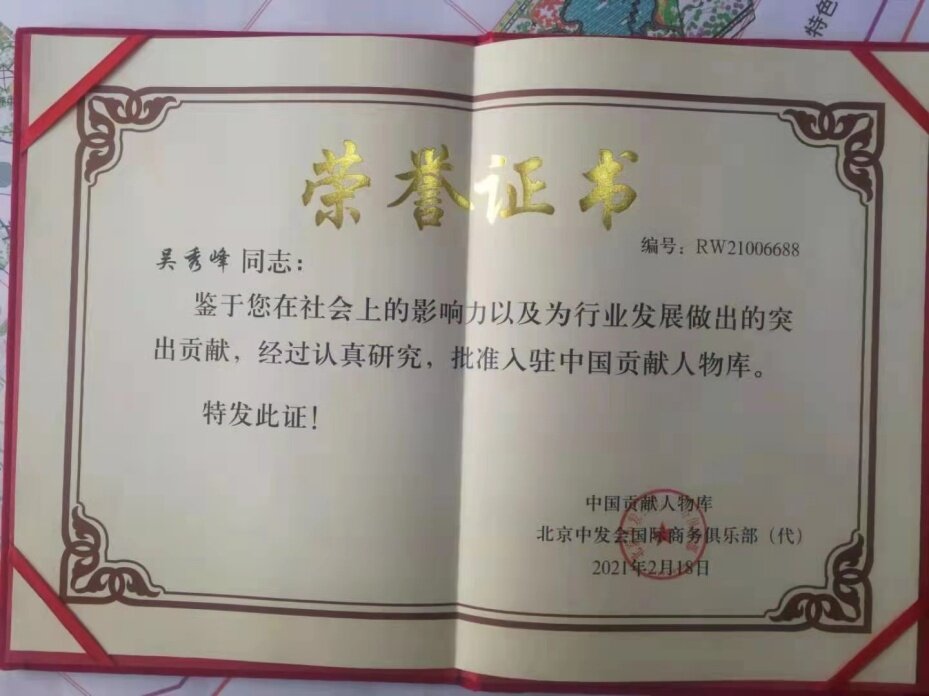 特色
荣誉证书
编号：RW21006688
吴秀峰 同志：
鉴于您在社会上的影响力以及为行业发展做出的突
出贡献，经过认真研究，批准入驻中国贡献人物库。
特发此证！
中国贡献人物库
北京中发会国际商务俱乐部（代）
2021年2月18日